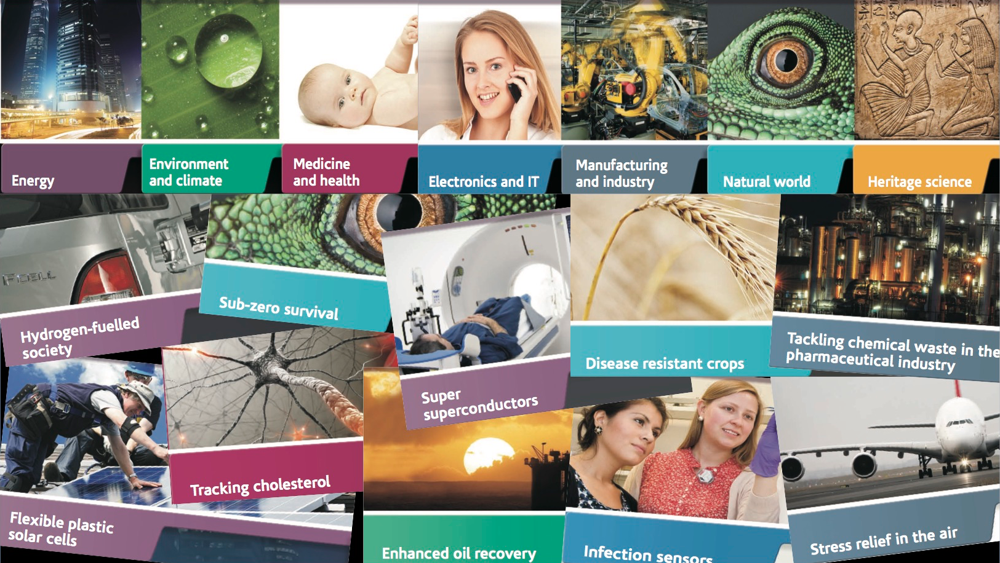 Energy
Environment
and climate
Medicine
and health
Electronics and IT
Manufacturing
and industry
Natural world
Heritage science
F-CELL
Hydrogen-fuelled
society
Sub-zero survival
Super
superconductors
Disease resistant crops
Tackling chemical waste in the
pharmaceutical industry
Flexible plastic
solar cells
Tracking cholesterol
Enhanced oil recovery
Infection sensors
Stress relief in the air